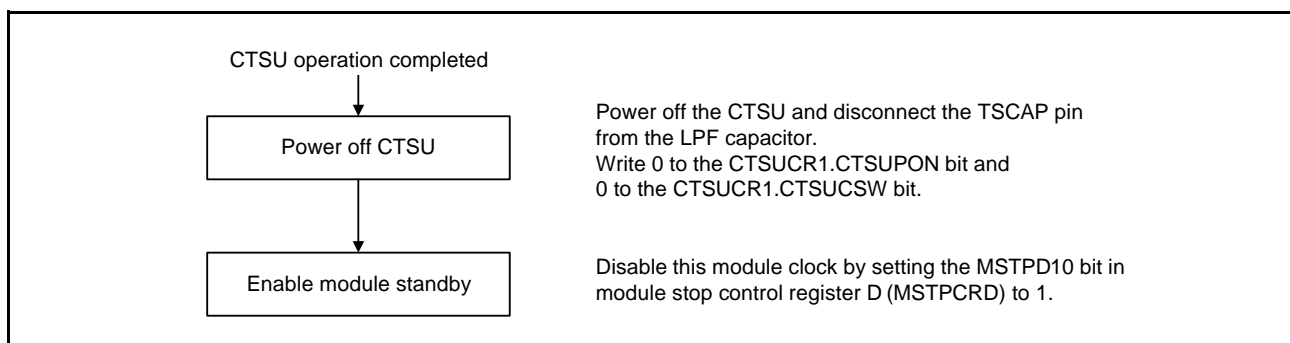 CTSU operation completed
Power off CTSU
Power off the CTSU and disconnect the TSCAP pin
from the LPF capacitor.
Write 0 to the CTSUCR1.CTSUPON bit and
0 to the CTSUCR1.CTSUCSW bit.
Enable module standby
Disable this module clock by setting the MSTPD10 bit in
module stop control register D (MSTPCRD) to 1.